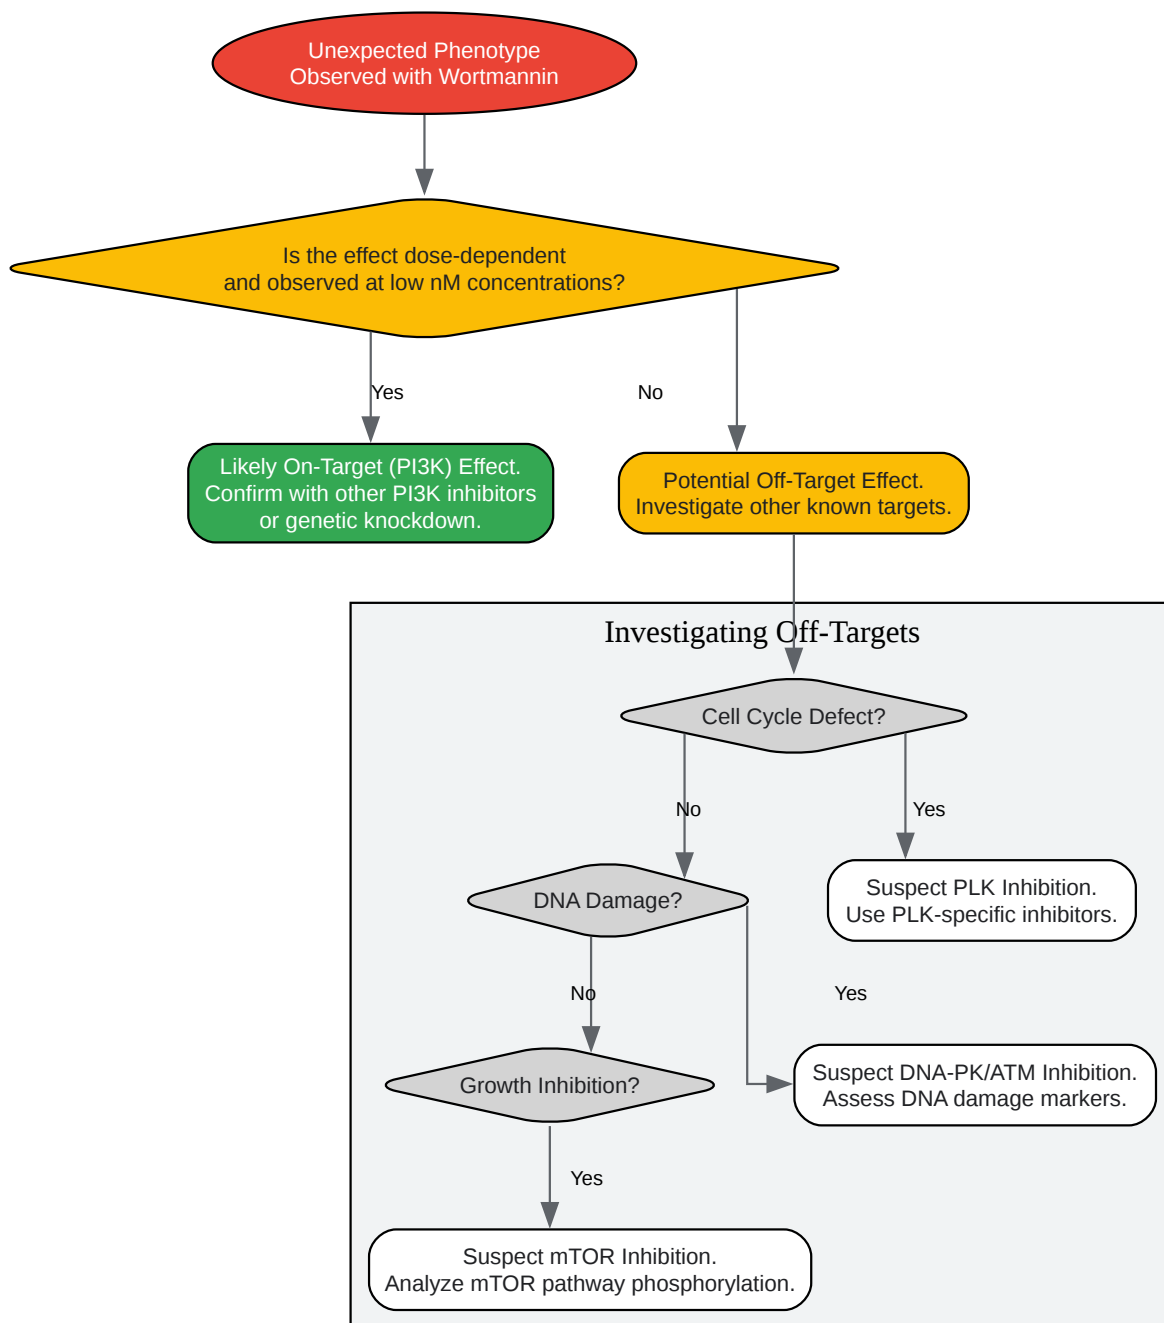 Unexpected Phenotype
Observed with Wortmannin
Is the effect dose-dependent
and observed at low nM concentrations?
Yes
No
Likely On-Target (PI3K) Effect.
Confirm with other PI3K inhibitors
or genetic knockdown.
Potential Off-Target Effect.
Investigate other known targets.
Investigating Off-Targets
Cell Cycle Defect?
No
Yes
DNA Damage?
Suspect PLK Inhibition.
Use PLK-specific inhibitors.
No
Yes
Growth Inhibition?
Suspect DNA-PK/ATM Inhibition.
Assess DNA damage markers.
Yes
Suspect mTOR Inhibition.
Analyze mTOR pathway phosphorylation.